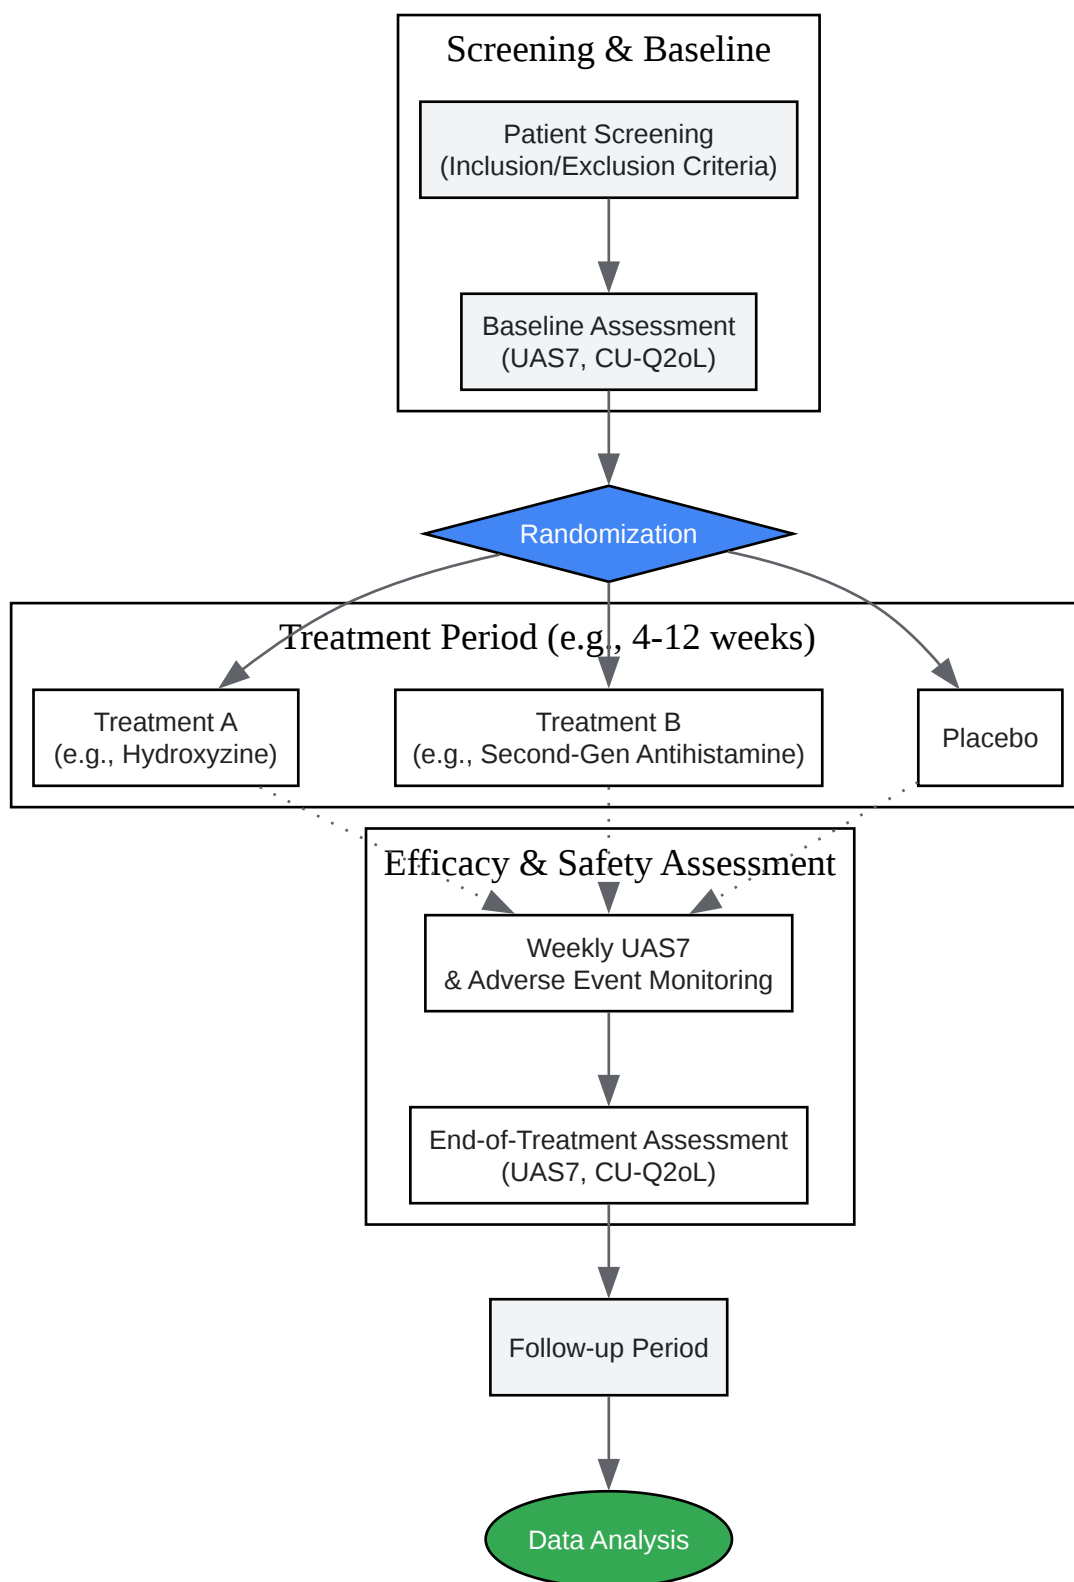 Screening & Baseline
Patient Screening
(Inclusion/Exclusion Criteria)
Baseline Assessment
(UAS7, CU-Q2oL)
Randomization
Treatment Period (e.g., 4-12 weeks)
Treatment A
(e.g., Hydroxyzine)
Treatment B
(e.g., Second-Gen Antihistamine)
Placebo
Efficacy & Safety Assessment
Weekly UAS7
& Adverse Event Monitoring
End-of-Treatment Assessment
(UAS7, CU-Q2oL)
Follow-up Period
Data Analysis